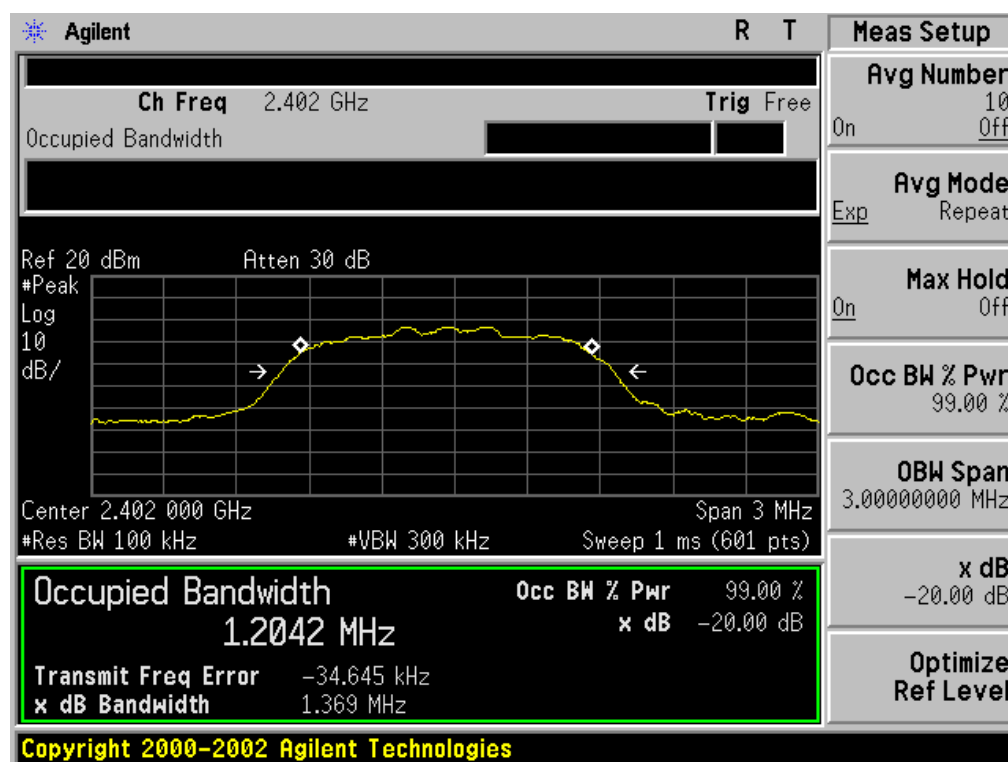 Agilent R T
Meas Setup
Ch Freq 2.402 GHz Trig Free
Occupied Bandwidth
Ref 20 dBm Atten 30 dB
#Peak
Log
10
dB/
Center 2.402 000 GHz Span 3 MHz
#Res BW 100 kHz #VBW 300 kHz Sweep 1 ms (601 pts)
Occupied Bandwidth
1.2042 MHz
Occ BW % Pwr 99.00 %
x dB -20.00 dB
Transmit Freq Error -34.645 kHz
x dB Bandwidth 1.369 MHz
Avg Number
10
On Off
Avg Mode
Exp Repeat
Max Hold
On Off
Occ BW % Pwr
99.00 %
OBW Span
3.00000000 MHz
x dB
-20.00 dB
Optimize
Ref Level
Copyright 2000-2002 Agilent Technologies